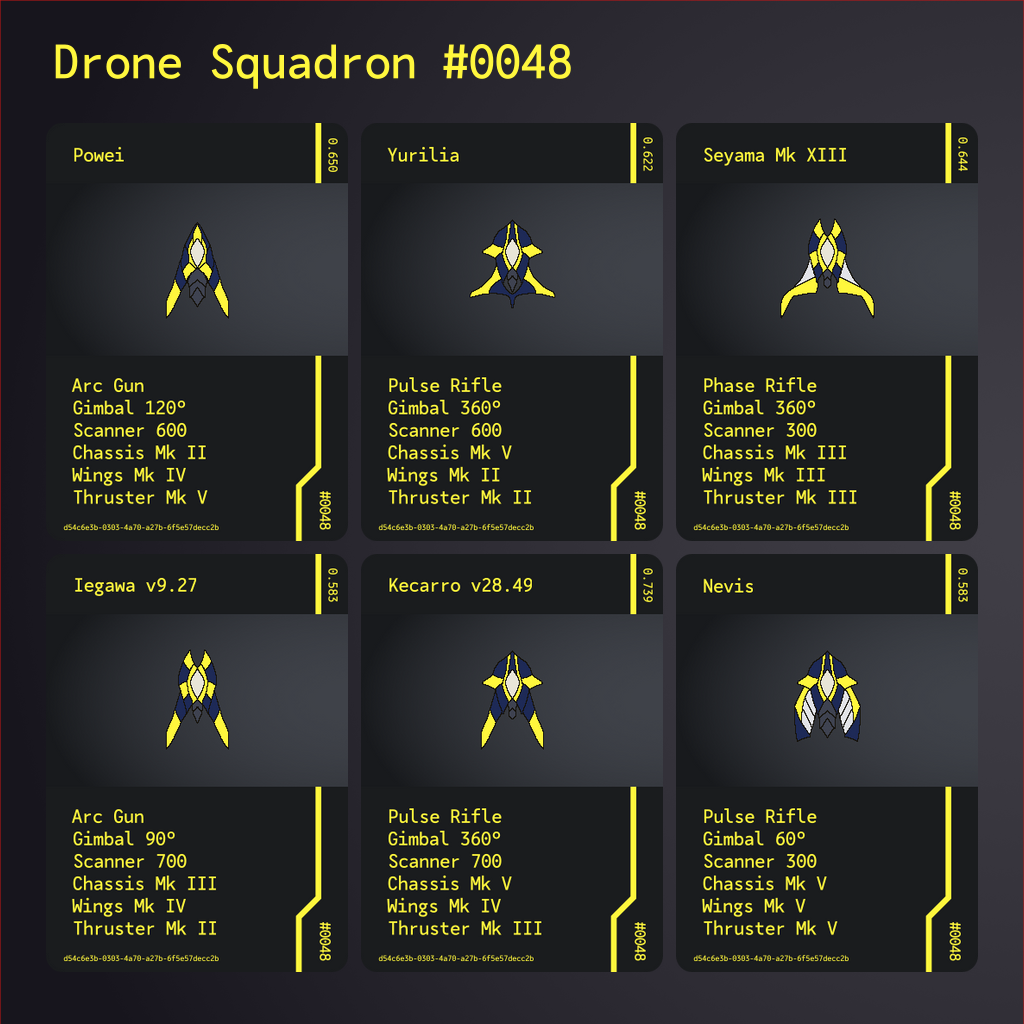 Drone Squadron #0048
Powei
0.650
Arc Gun
Gimbal 120º
Scanner 600
Chassis Mk II
Wings Mk IV
Thruster Mk V
#0048
d54c6e3b-0303-4a70-a27b-6f5e57decc2b
Yurilia
0.622
Pulse Rifle
Gimbal 360º
Scanner 600
Chassis Mk V
Wings Mk II
Thruster Mk II
#0048
d54c6e3b-0303-4a70-a27b-6f5e57decc2b
Seyama Mk XIII
0.644
Phase Rifle
Gimbal 360º
Scanner 300
Chassis Mk III
Wings Mk III
Thruster Mk III
#0048
d54c6e3b-0303-4a70-a27b-6f5e57decc2b
Iegawa v9.27
0.583
Arc Gun
Gimbal 90º
Scanner 700
Chassis Mk III
Wings Mk IV
Thruster Mk II
#0048
d54c6e3b-0303-4a70-a27b-6f5e57decc2b
Kecarro v28.49
0.739
Pulse Rifle
Gimbal 360º
Scanner 700
Chassis Mk V
Wings Mk IV
Thruster Mk III
#0048
d54c6e3b-0303-4a70-a27b-6f5e57decc2b
Nevis
0.583
Pulse Rifle
Gimbal 60º
Scanner 300
Chassis Mk V
Wings Mk V
Thruster Mk V
#0048
d54c6e3b-0303-4a70-a27b-6f5e57decc2b